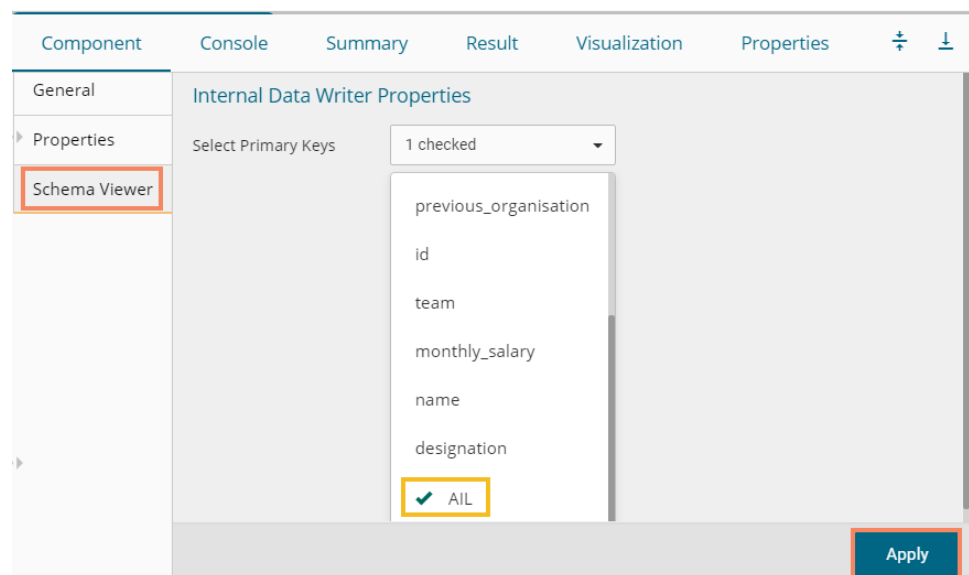 Component Console Summary Result Visualization Properties
General
Properties
Schema Viewer
Internal Data Writer Properties
Select Primary Keys
1 checked
previous_organisation
id
team
monthly_salary
name
designation
AIL
Apply